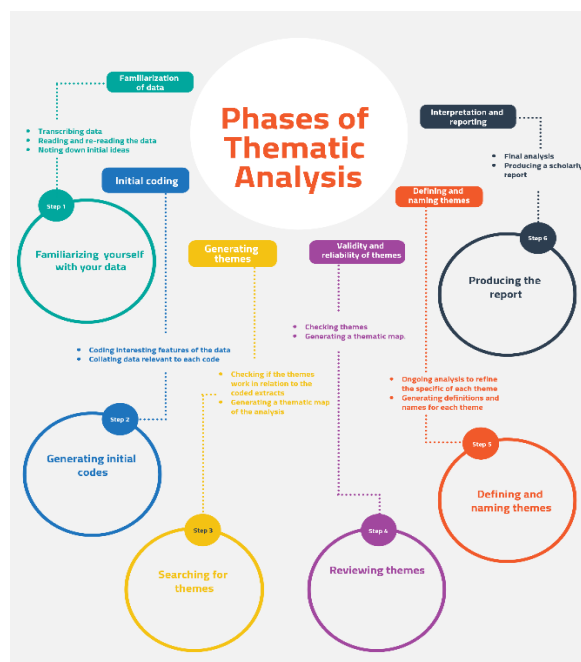 Phases of
Thematic
Analysis
Familiarization
of data
• Transcribing data
• Reading and re-reading the data
• Noting down initial ideas
Step 1
Familiarizing yourself
with your data
Initial coding
• Coding interesting features of the data
• Collating data relevant to each code
Step 2
Generating initial
codes
Generating
themes
• Checking if the themes
work in relation to the
coded extracts
• Generating a thematic map
of the analysis
Step 3
Searching for
themes
Validity and
reliability of themes
• Checking themes
• Generating a thematic map.
Step 4
Reviewing themes
Defining and
naming themes
• Ongoing analysis to refine
the specific of each theme
• Generating definitions and
names for each theme
Step 5
Defining and
naming themes
Interpretation and
reporting
• Final analysis
• Producing a scholarly
report
Step 6
Producing the
report